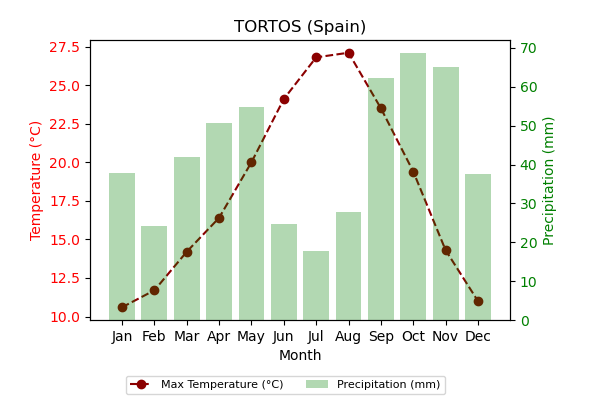 TORTOS (Spain)
27.5
25.0
22.5
20.0
17.5
15.0
12.5
10.0
Temperature (°C)
70
60
50
40
30
20
10
0
Precipitation (mm)
Jan Feb Mar Apr May Jun Jul Aug Sep Oct Nov Dec
Month
Max Temperature (°C) Precipitation (mm)